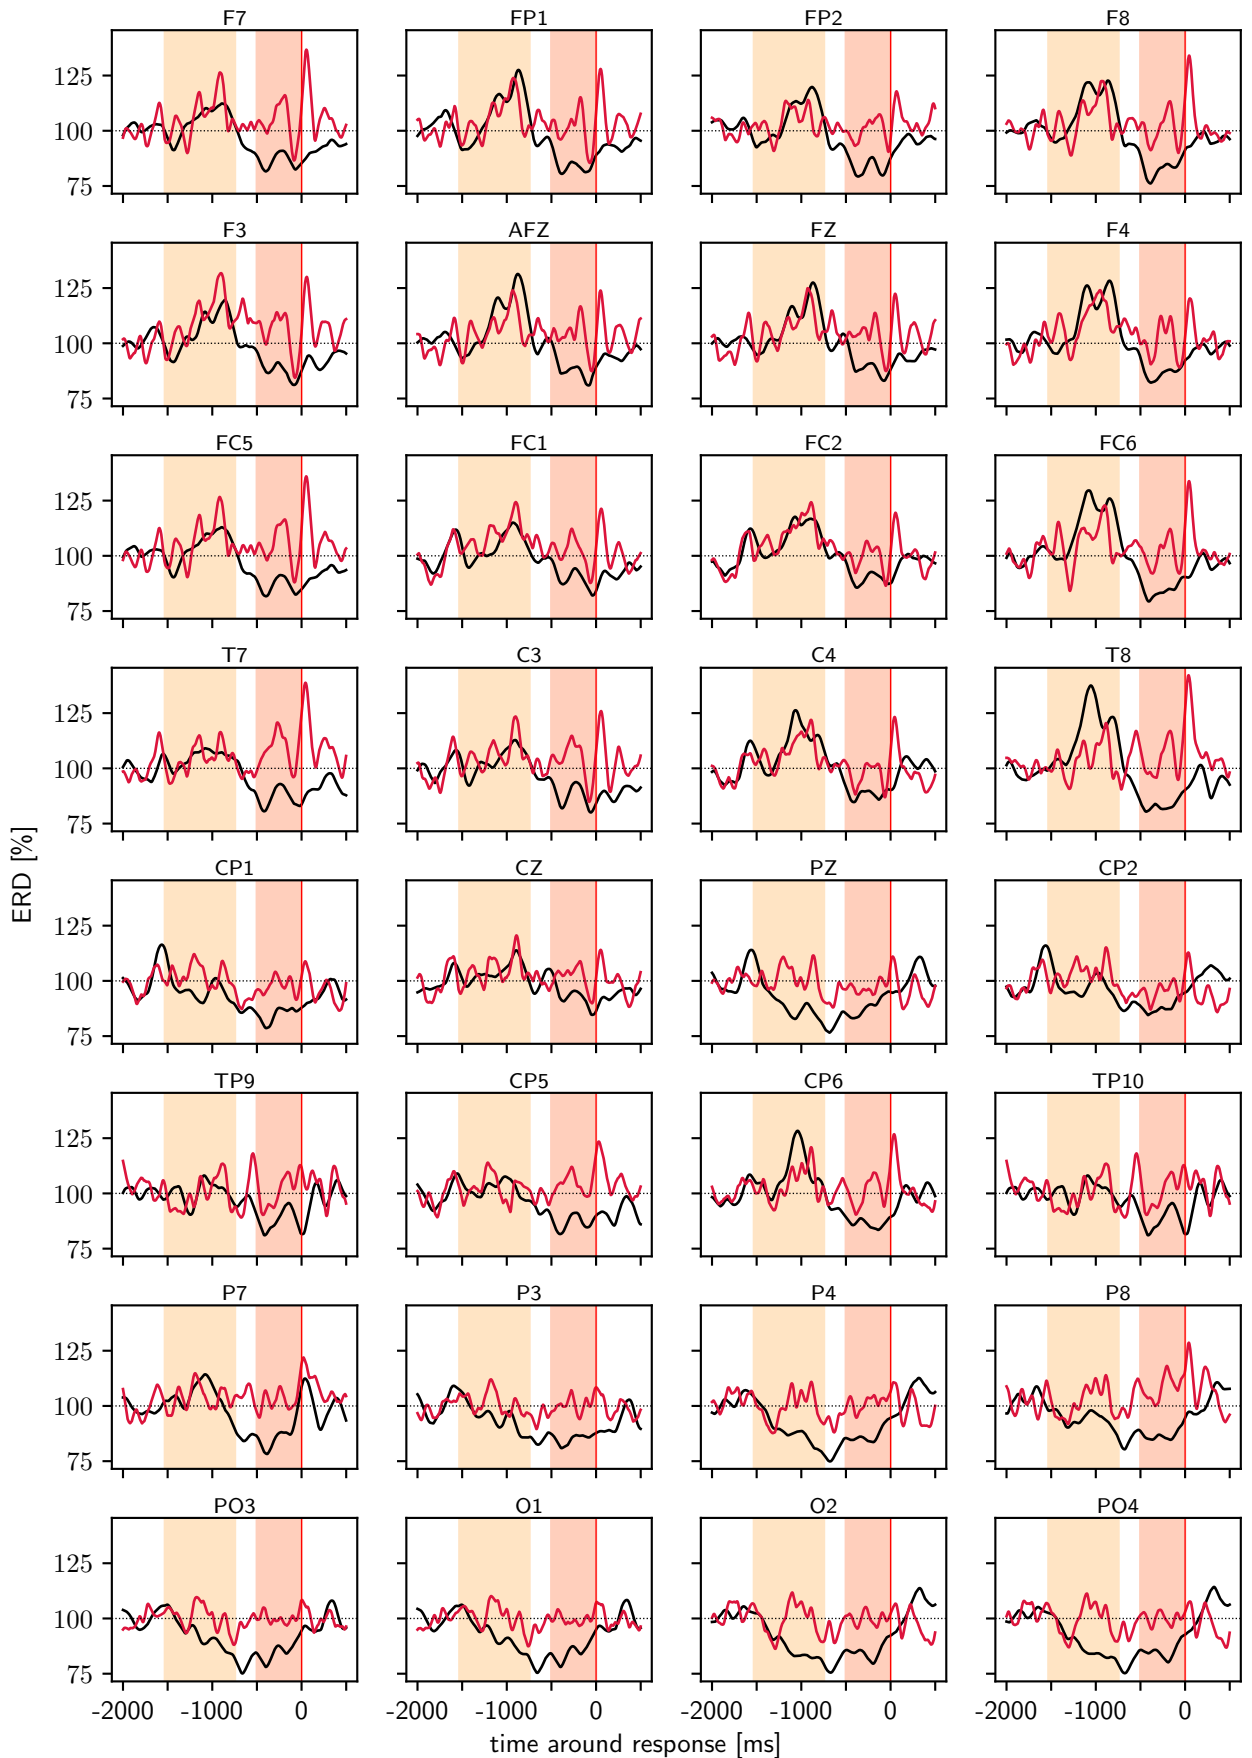 F7 FP1 FP2 F8
125
100
75
F3 AFZ FZ F4
125
100
75
FC5 FC1 FC2 FC6
125
100
75
T7 C3 C4 T8
125
100
75
ERD [%]
CP1 CZ PZ CP2
125
100
75
TP9 CP5 CP6 TP10
125
100
75
P7 P3 P4 P8
125
100
75
PO3 O1 O2 PO4
125
100
75
-2000 -1000 0 -2000 -1000 0 -2000 -1000 0 -2000 -1000 0
time around response [ms]